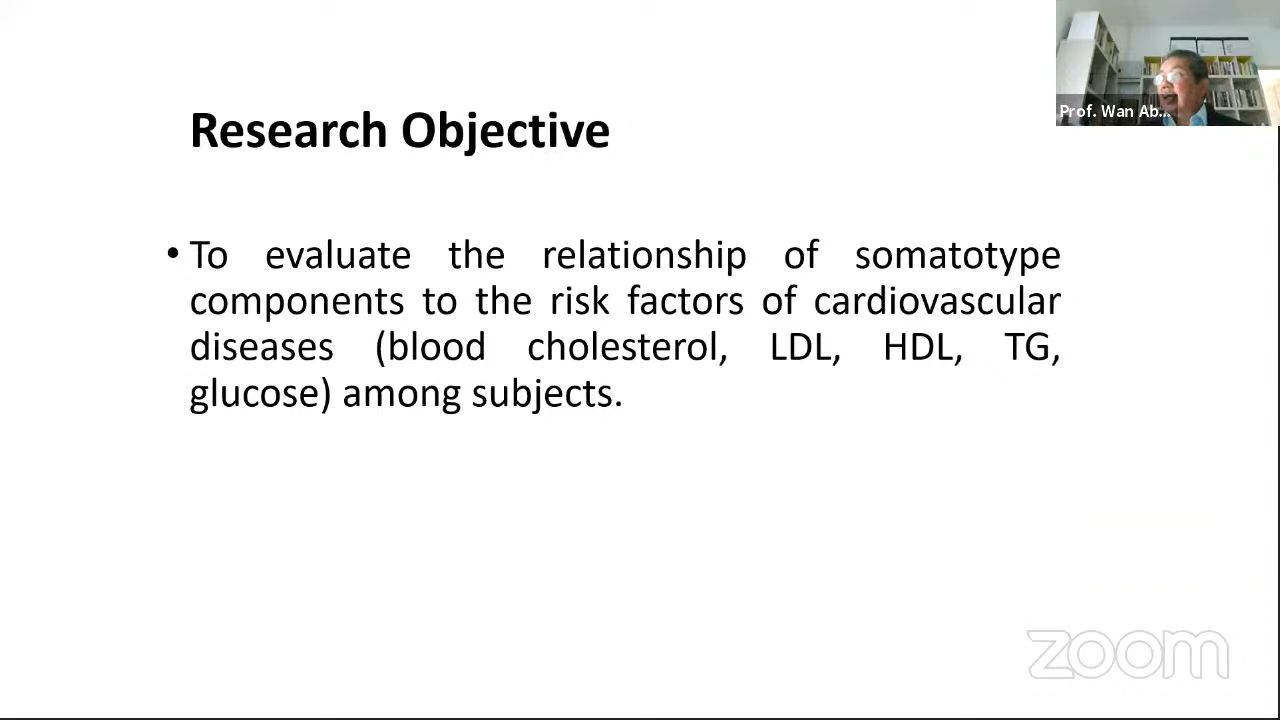 Prof. Wan Ab...
Research Objective
• To evaluate the relationship of somatotype
components to the risk factors of cardiovascular
diseases (blood cholesterol, LDL, HDL, TG,
glucose) among subjects.
zoom